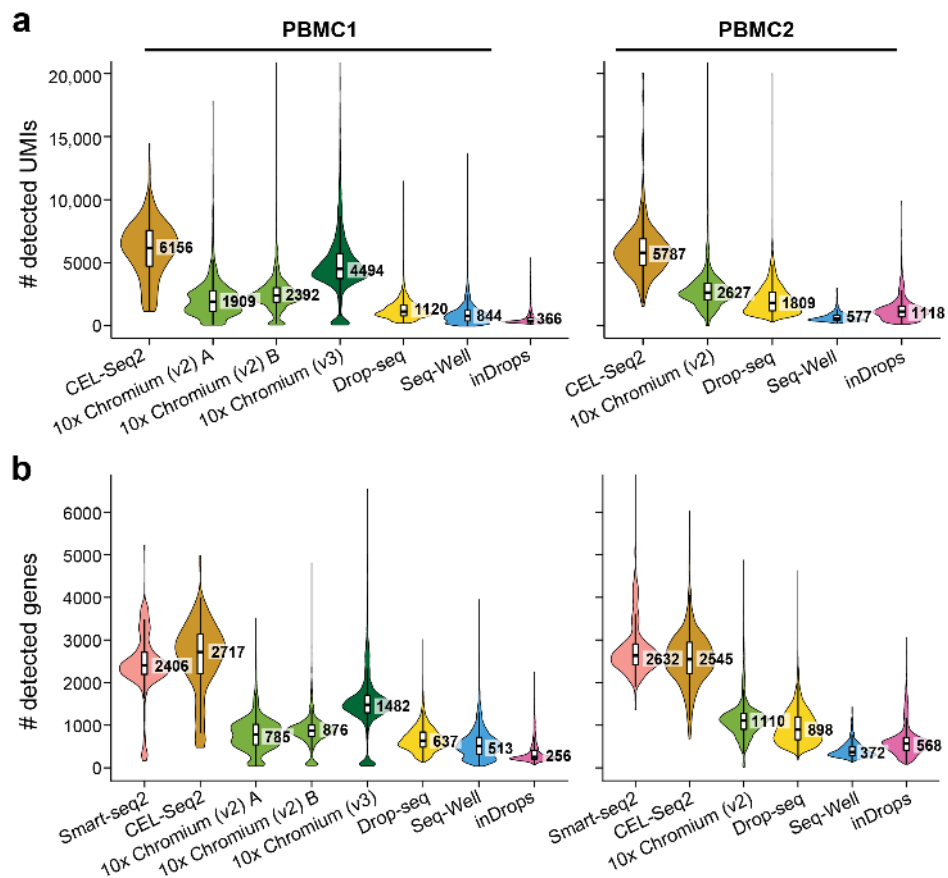 a
PBMC1
PBMC2
# detected UMIs
20,000
15,000
10,000
5000
0
6156
1909
2392
4494
1120
844
366
5787
2627
1809
577
1118
CEL-Seq2
10x Chromium (v2) A
10x Chromium (v2) B
10x Chromium (v3)
Drop-seq
Seq-Well
inDrops
CEL-Seq2
10x Chromium (v2)
Drop-seq
Seq-Well
inDrops
b
# detected genes
6000
5000
4000
3000
2000
1000
0
2406
2717
785
876
1482
637
513
256
2632
2545
1110
898
372
568
Smart-seq2
CEL-Seq2
10x Chromium (v2) A
10x Chromium (v2) B
10x Chromium (v3)
Drop-seq
Seq-Well
inDrops
Smart-seq2
CEL-Seq2
10x Chromium (v2)
Drop-seq
Seq-Well
inDrops